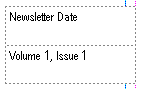 Newsletter Date
Volume 1, Issue 1